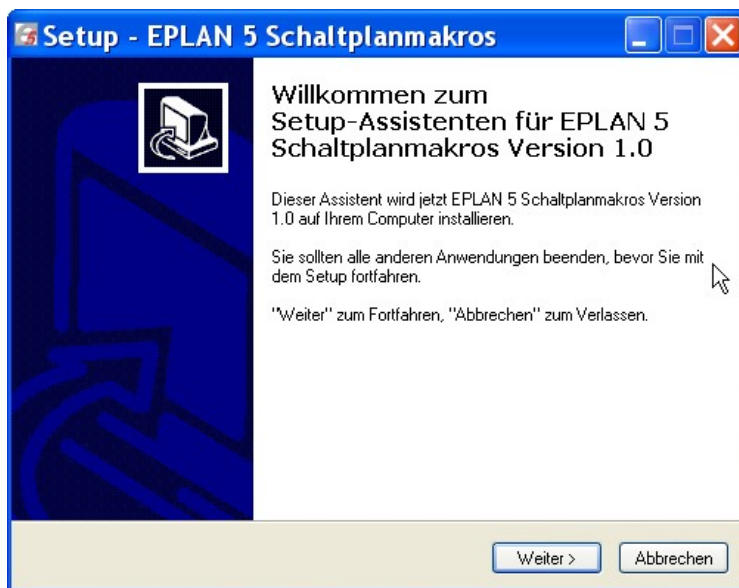 Setup - EPLAN 5 Schaltplanmakros
Willkommen zum
Setup-Assistenten für EPLAN 5
Schaltplanmakros Version 1.0
Dieser Assistent wird jetzt EPLAN 5 Schaltplanmakros Version
1.0 auf Ihrem Computer installieren.
Sie sollten alle anderen Anwendungen beenden, bevor Sie mit
dem Setup fortfahren.
"Weiter" zum Fortfahren, "Abbrechen" zum Verlassen.
Weiter >
Abbrechen